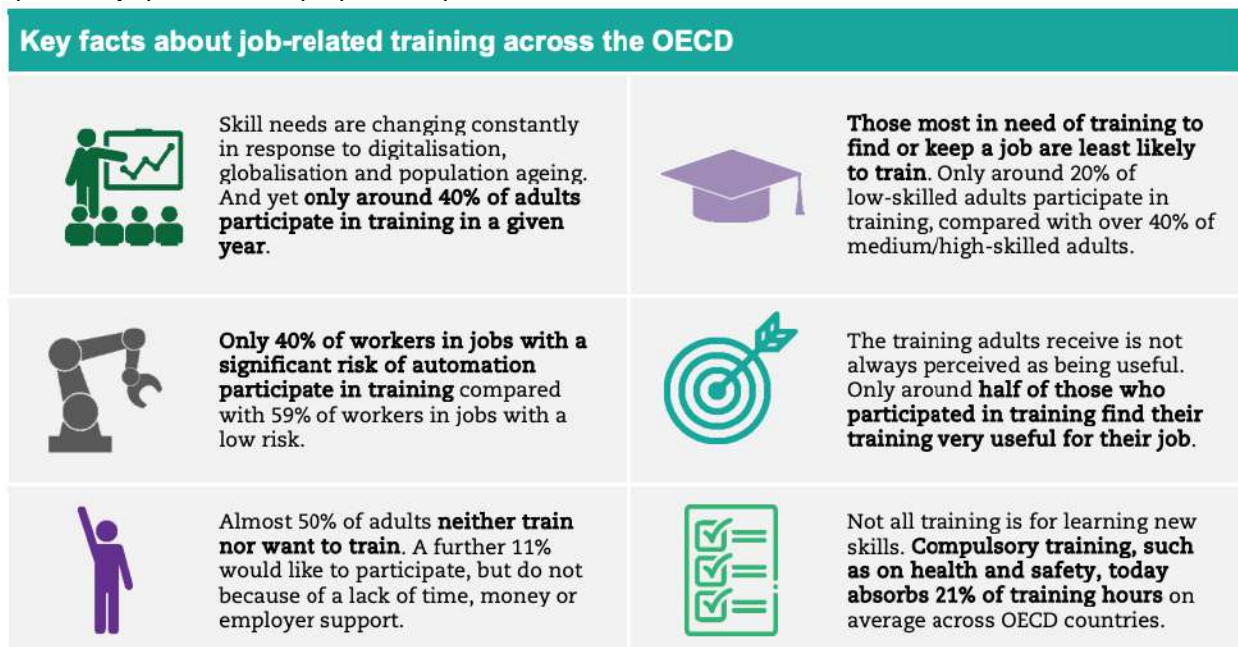 Key facts about job-related training across the OECD
Skill needs are changing constantly
in response to digitalisation,
globalisation and population ageing.
And yet only around 40% of adults
participate in training in a given
year.
Those most in need of training to
find or keep a job are least likely
to train. Only around 20% of
low-skilled adults participate in
training, compared with over 40% of
medium/high-skilled adults.
Only 40% of workers in jobs with a
significant risk of automation
participate in training compared
with 59% of workers in jobs with a
low risk.
The training adults receive is not
always perceived as being useful.
Only around half of those who
participated in training find their
training very useful for their job.
Almost 50% of adults neither train
nor want to train. A further 11%
would like to participate, but do not
because of a lack of time, money or
employer support.
Not all training is for learning new
skills. Compulsory training, such
as on health and safety, today
absorbs 21% of training hours on
average across OECD countries.